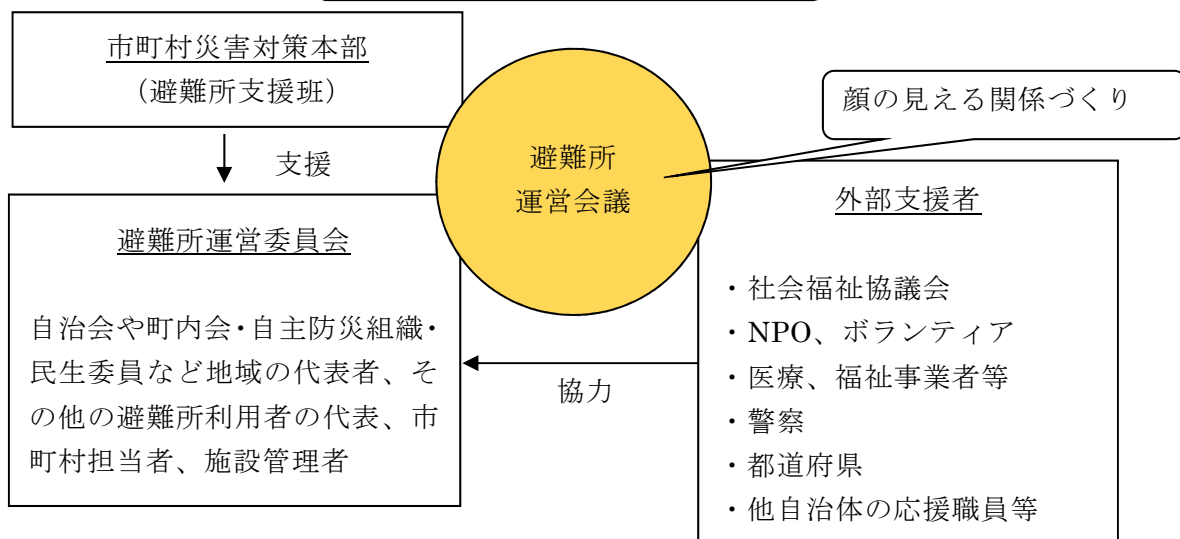 市町村災害対策本部
（避難所支援班）
支援
避難所
運営会議
顔の見える関係づくり
避難所運営委員会
自治会や町内会・自主防災組織・
民生委員など地域の代表者、そ
の他の避難所利用者の代表、市
町村担当者、施設管理者
協力
外部支援者
・社会福祉協議会
・NPO、ボランティア
・医療、福祉事業者等
・警察
・都道府県
・他自治体の応援職員等